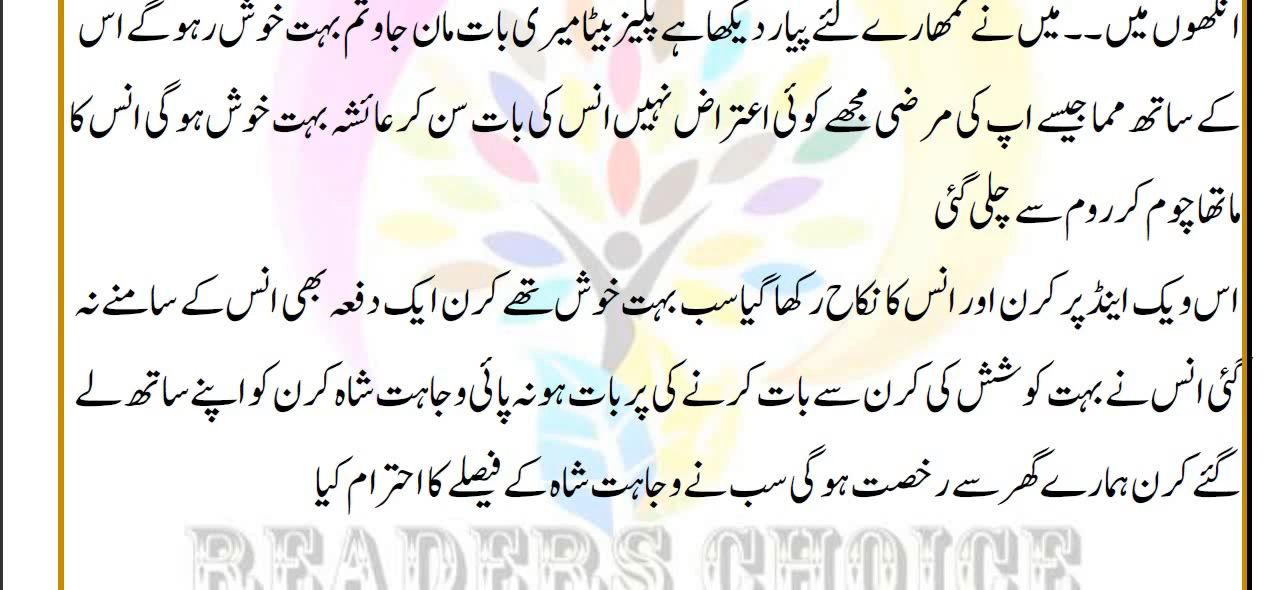 انکھوں میں۔۔میں نے تمھارے لئے پیار دیکھا ہے پلیز بیٹا میری بات مان جاو تم بہت خوش رہو گے اس
کے ساتھ مما جیسے اپ کی مرضی مجھے کوئی اعتراض نہیں انس کی بات سن کر عائشہ بہت خوش ہو گی انس کا
ماتھا چوم کر روم سے چلی گئی
اس ویک اینڈ پر کرن اور انس کا نکاح رکھا گیا سب بہت خوش تھے کرن ایک دفعہ بھی انس کے سامنے نہ
گئی انس نے بہت کوشش کی کرن سے بات کرنے کی پر بات ہو نہ پائی وجاہت شاہ کرن کو اپنے ساتھ لے
گئے کرن ہمارے گھر سے رخصت ہو گی سب نے وجاہت شاہ کے فیصلے کا احترام کیا
READERS CHOICE